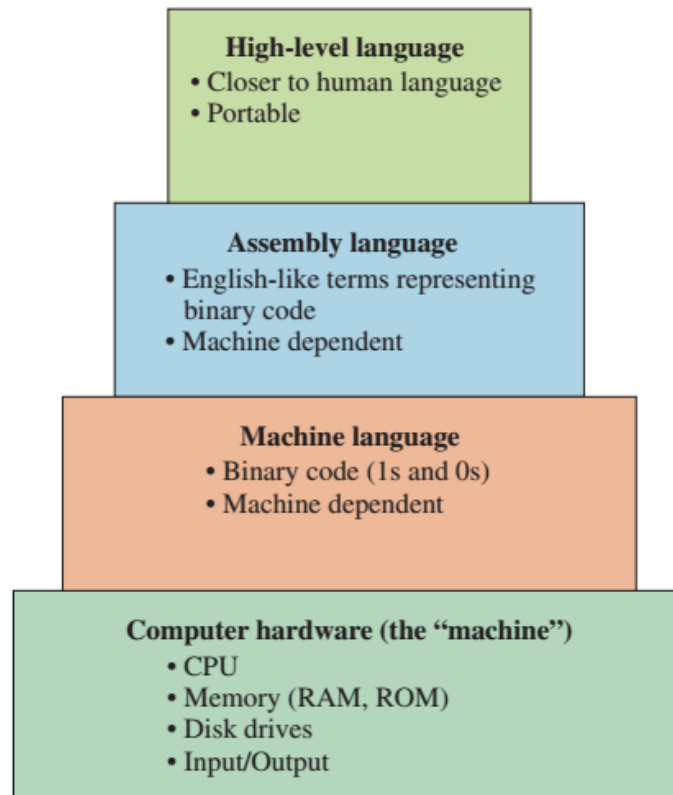 High-level language
• Closer to human language
• Portable
Assembly language
• English-like terms representing
binary code
• Machine dependent
Machine language
• Binary code (1s and 0s)
• Machine dependent
Computer hardware (the “machine”)
• CPU
• Memory (RAM, ROM)
• Disk drives
• Input/Output